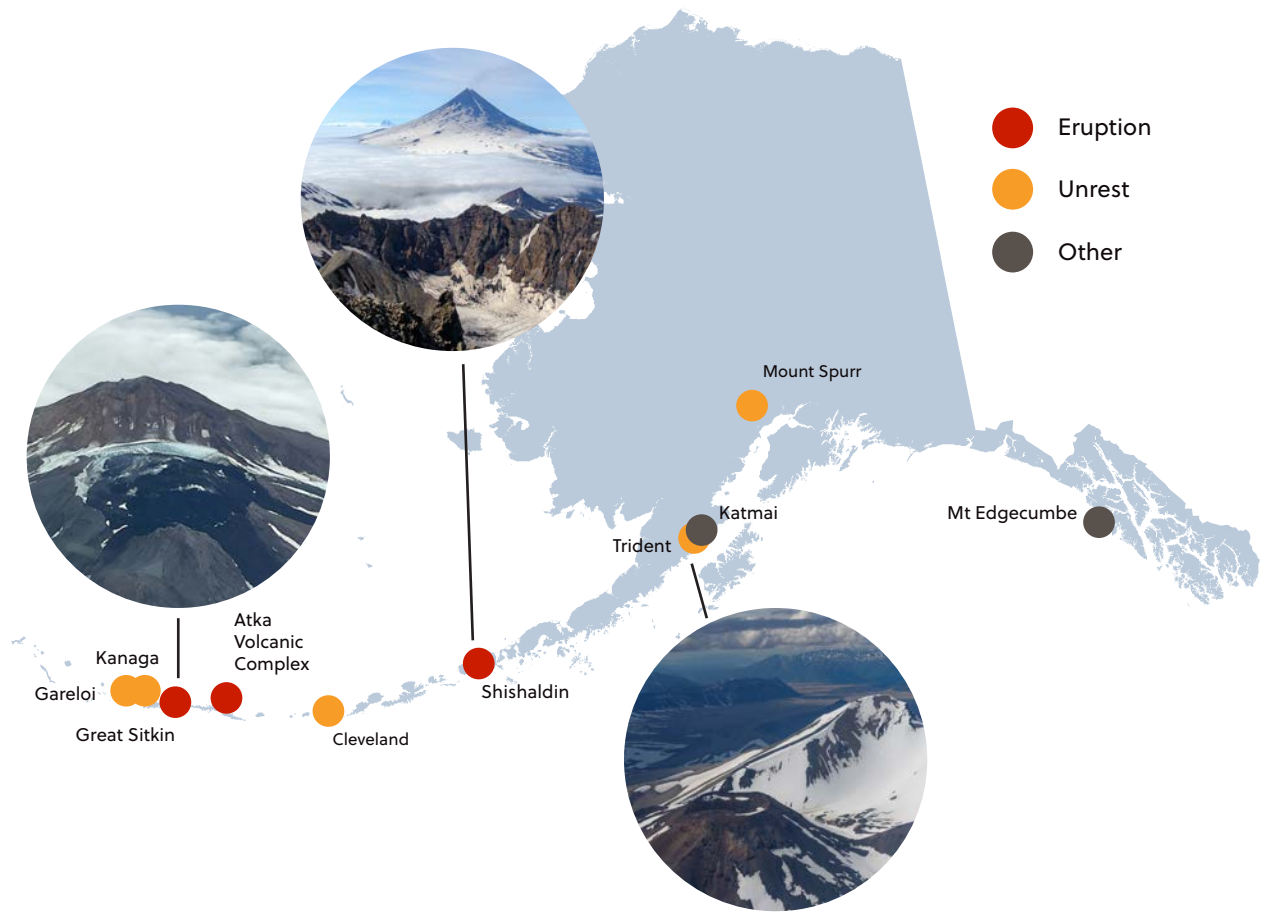 Eruption
Unrest
Other
Mount Spurr
Katmai
Mt Edgecumbe
Trident
Atka
Volcanic
Complex
Kanaga
Gareloi
Shishaldin
Great Sitkin
Cleveland